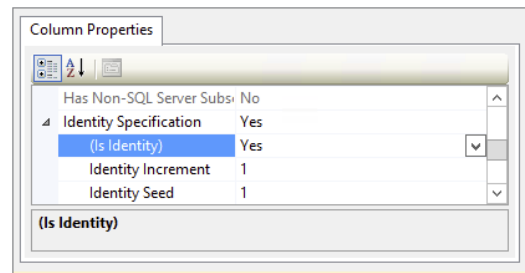 Column Properties
A
Z
Has Non-SQL Server Subs No
Identity Specification Yes
(Is Identity) Yes
Identity Increment 1
Identity Seed 1
(Is Identity)